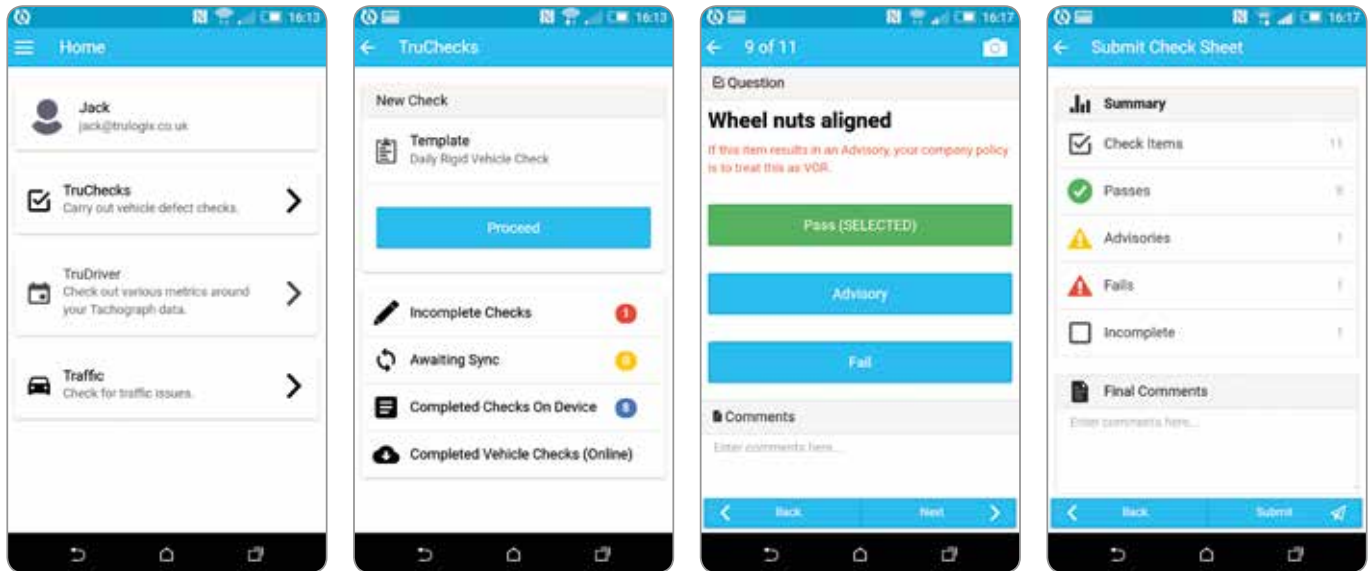 16:13
Home
Jack
jack@trulogix.co.uk
TruChecks
Carry out vehicle defect checks.
TruDriver
Check out various metrics around
your Tachograph data.
Traffic
Check for traffic issues.
16:13
TruChecks
New Check
Template
Daily Rigid Vehicle Check
Proceed
Incomplete Checks
1
Awaiting Sync
Completed Checks On Device
Completed Vehicle Checks (Online)
16:17
9 of 11
Question
Wheel nuts aligned
If this item results in an Advisory, your company policy
is to treat this as VOR.
Pass (SELECTED)
Advisory
Fail
Comments
Enter comments here...
Back
Next
16:17
Submit Check Sheet
Summary
Check Items
11
Passes
Advisories
1
Fails
1
Incomplete
1
Final Comments
Enter comments here...
Back
Submit